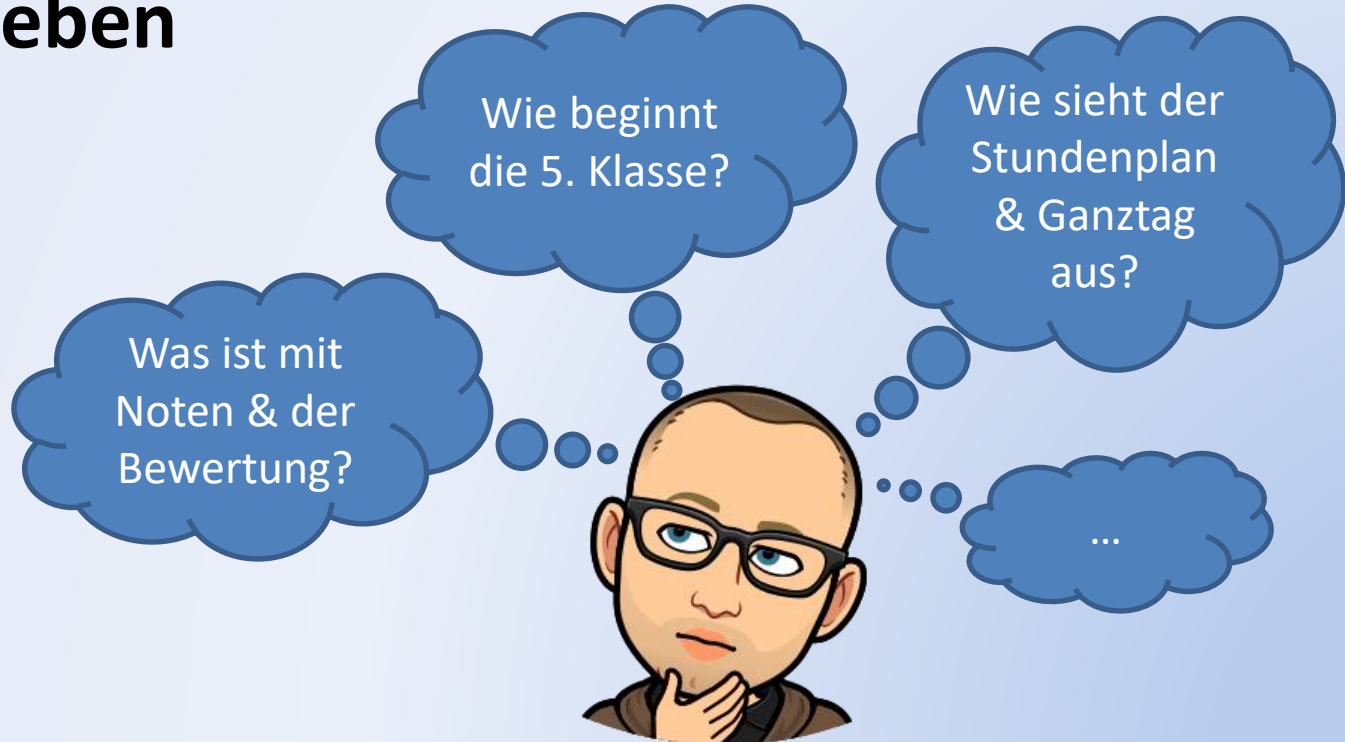 eben
Wie beginnt
die 5. Klasse?
Wie sieht der
Stundenplan
& Ganztag
aus?
Was ist mit
Noten & der
Bewertung?
...